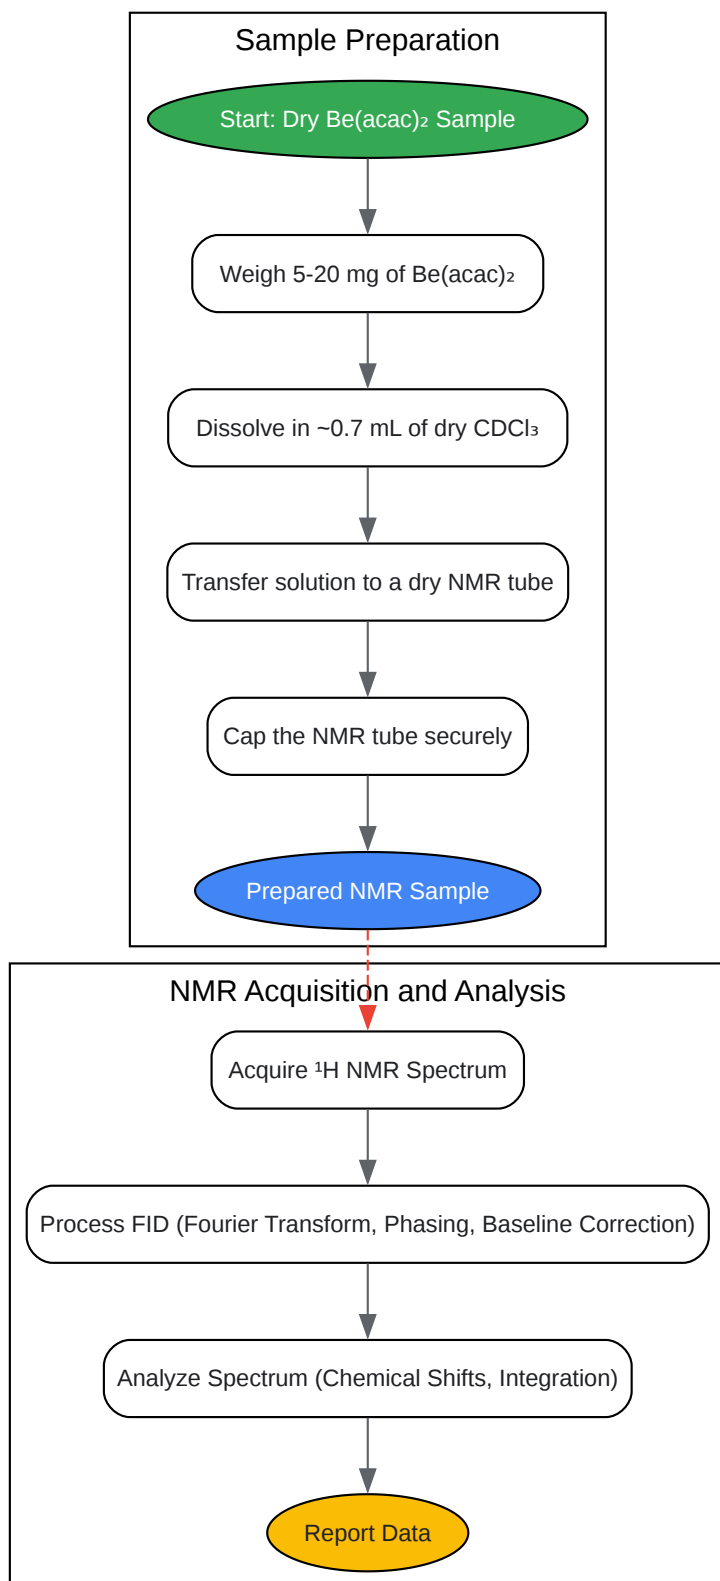 Sample Preparation
Start: Dry Be(acac)₂ Sample
Weigh 5-20 mg of Be(acac)₂
Dissolve in ~0.7 mL of dry CDCl₃
Transfer solution to a dry NMR tube
Cap the NMR tube securely
Prepared NMR Sample
NMR Acquisition and Analysis
Acquire ¹H NMR Spectrum
Process FID (Fourier Transform, Phasing, Baseline Correction)
Analyze Spectrum (Chemical Shifts, Integration)
Report Data